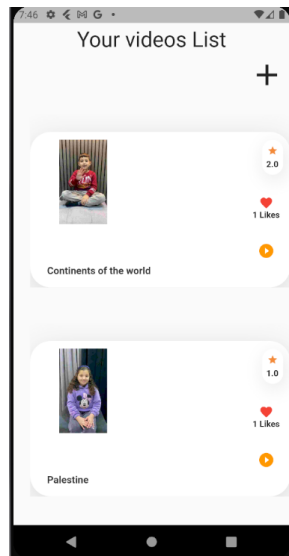 7:46 G
Your videos List
2.0
1 Likes
Continents of the world
1.0
1 Likes
Palestine